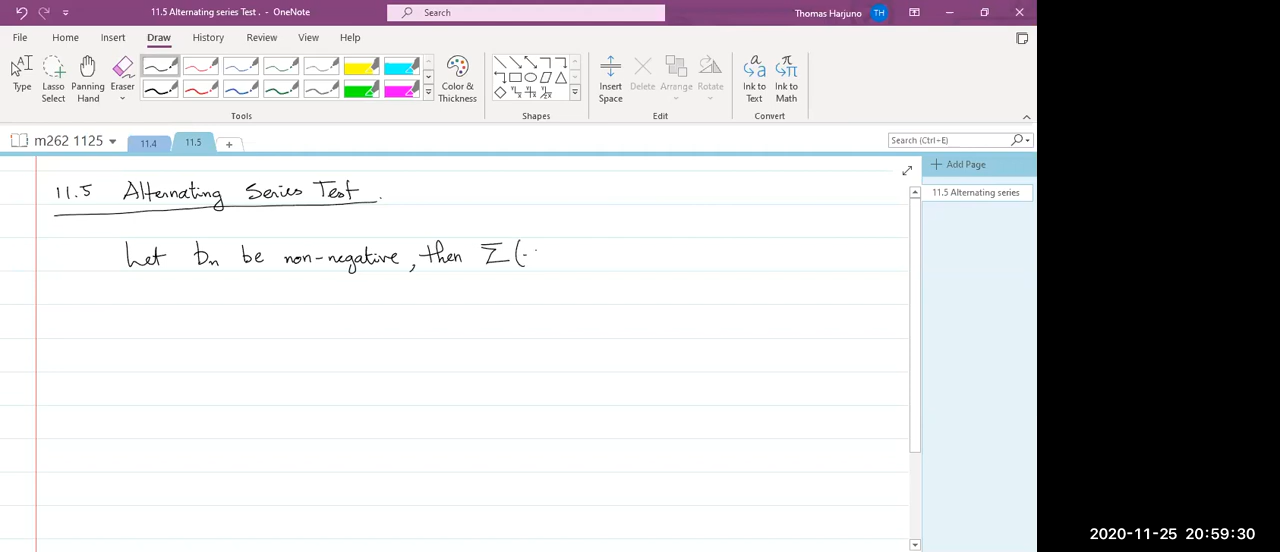 11.5 Alternating series Test . - OneNote
Search
Thomas Harjuno
TH
File Home Insert Draw History Review View Help
Type
Lasso Select
Panning Hand
Eraser
Color & Thickness
Insert Space
Delete
Arrange
Rotate
Ink to Text
Ink to Math
Tools
Shapes
Edit
Convert
m262 1125
11.4
11.5
Search (Ctrl+E)
Add Page
11.5 Alternating series
11.5 Alternating Series Test .
Let bn be non-negative, then Σ(-
2020-11-25 20:59:30